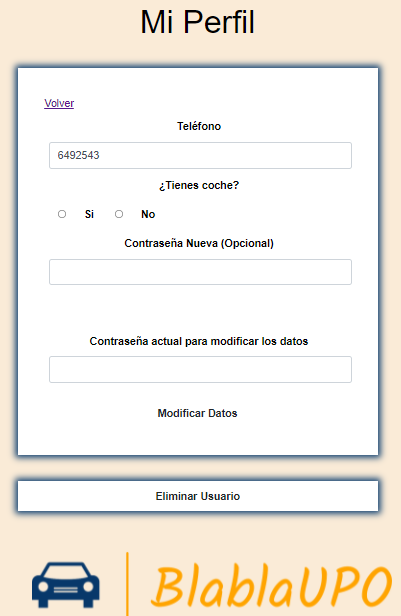 Mi Perfil
Volver
Teléfono
6492543
¿Tienes coche?
Si No
Contraseña Nueva (Opcional)
Contraseña actual para modificar los datos
Modificar Datos
Eliminar Usuario
BlablaUPO